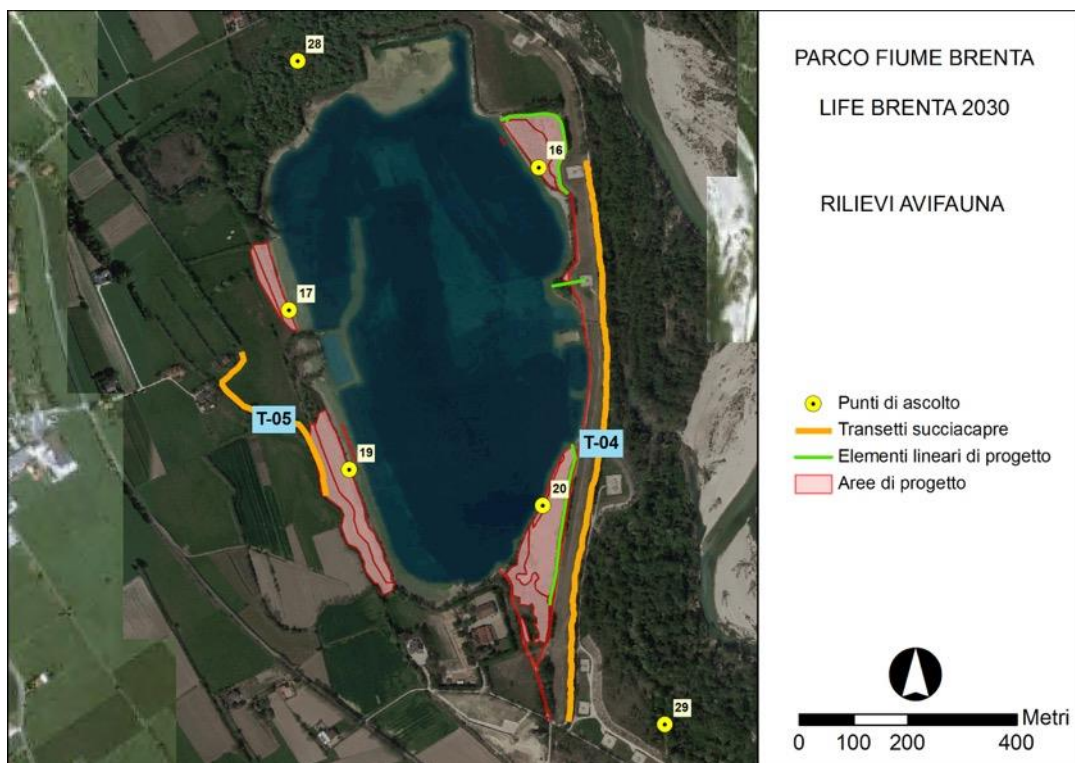 28
16
17
T-05
T-04
19
20
29
PARCO FIUME BRENTA
LIFE BRENTA 2030
RILIEVI AVIFAUNA
Punti di ascolto
Transetti succiacapre
Elementi lineari di progetto
Aree di progetto
Metri
0 100 200 400